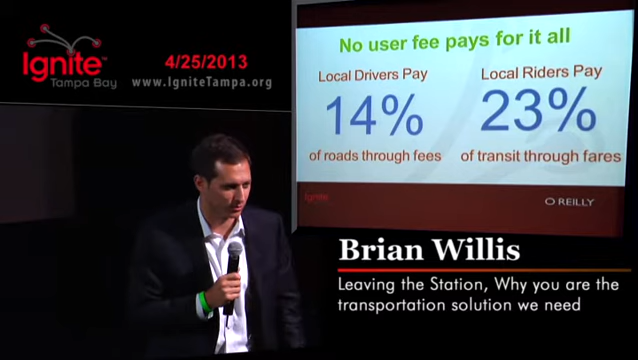 Ignite
Tampa Bay
4/25/2013
www.IgniteTampa.org
No user fee pays for it all
Local Drivers Pay
14%
of roads through fees
Local Riders Pay
23%
of transit through fares
Ignite
O REILLY
Brian Willis
Leaving the Station, Why you are the
transportation solution we need